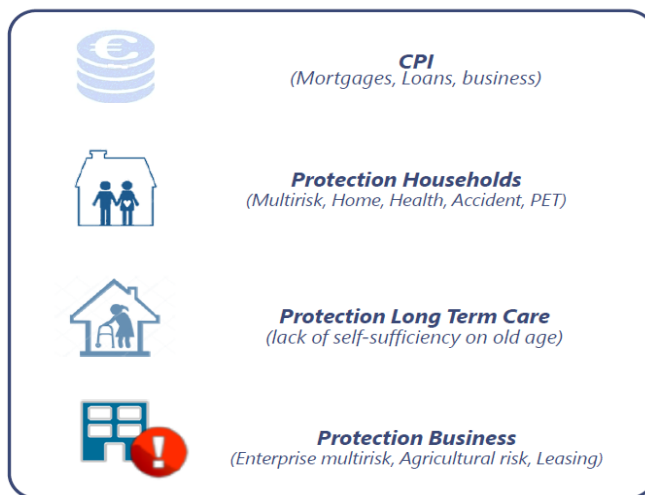 CPI
(Mortgages, Loans, business)
Protection Households
(Multirisk, Home, Health, Accident, PET)
Protection Long Term Care
(lack of self-sufficiency on old age)
Protection Business
(Enterprise multirisk, Agricultural risk, Leasing)